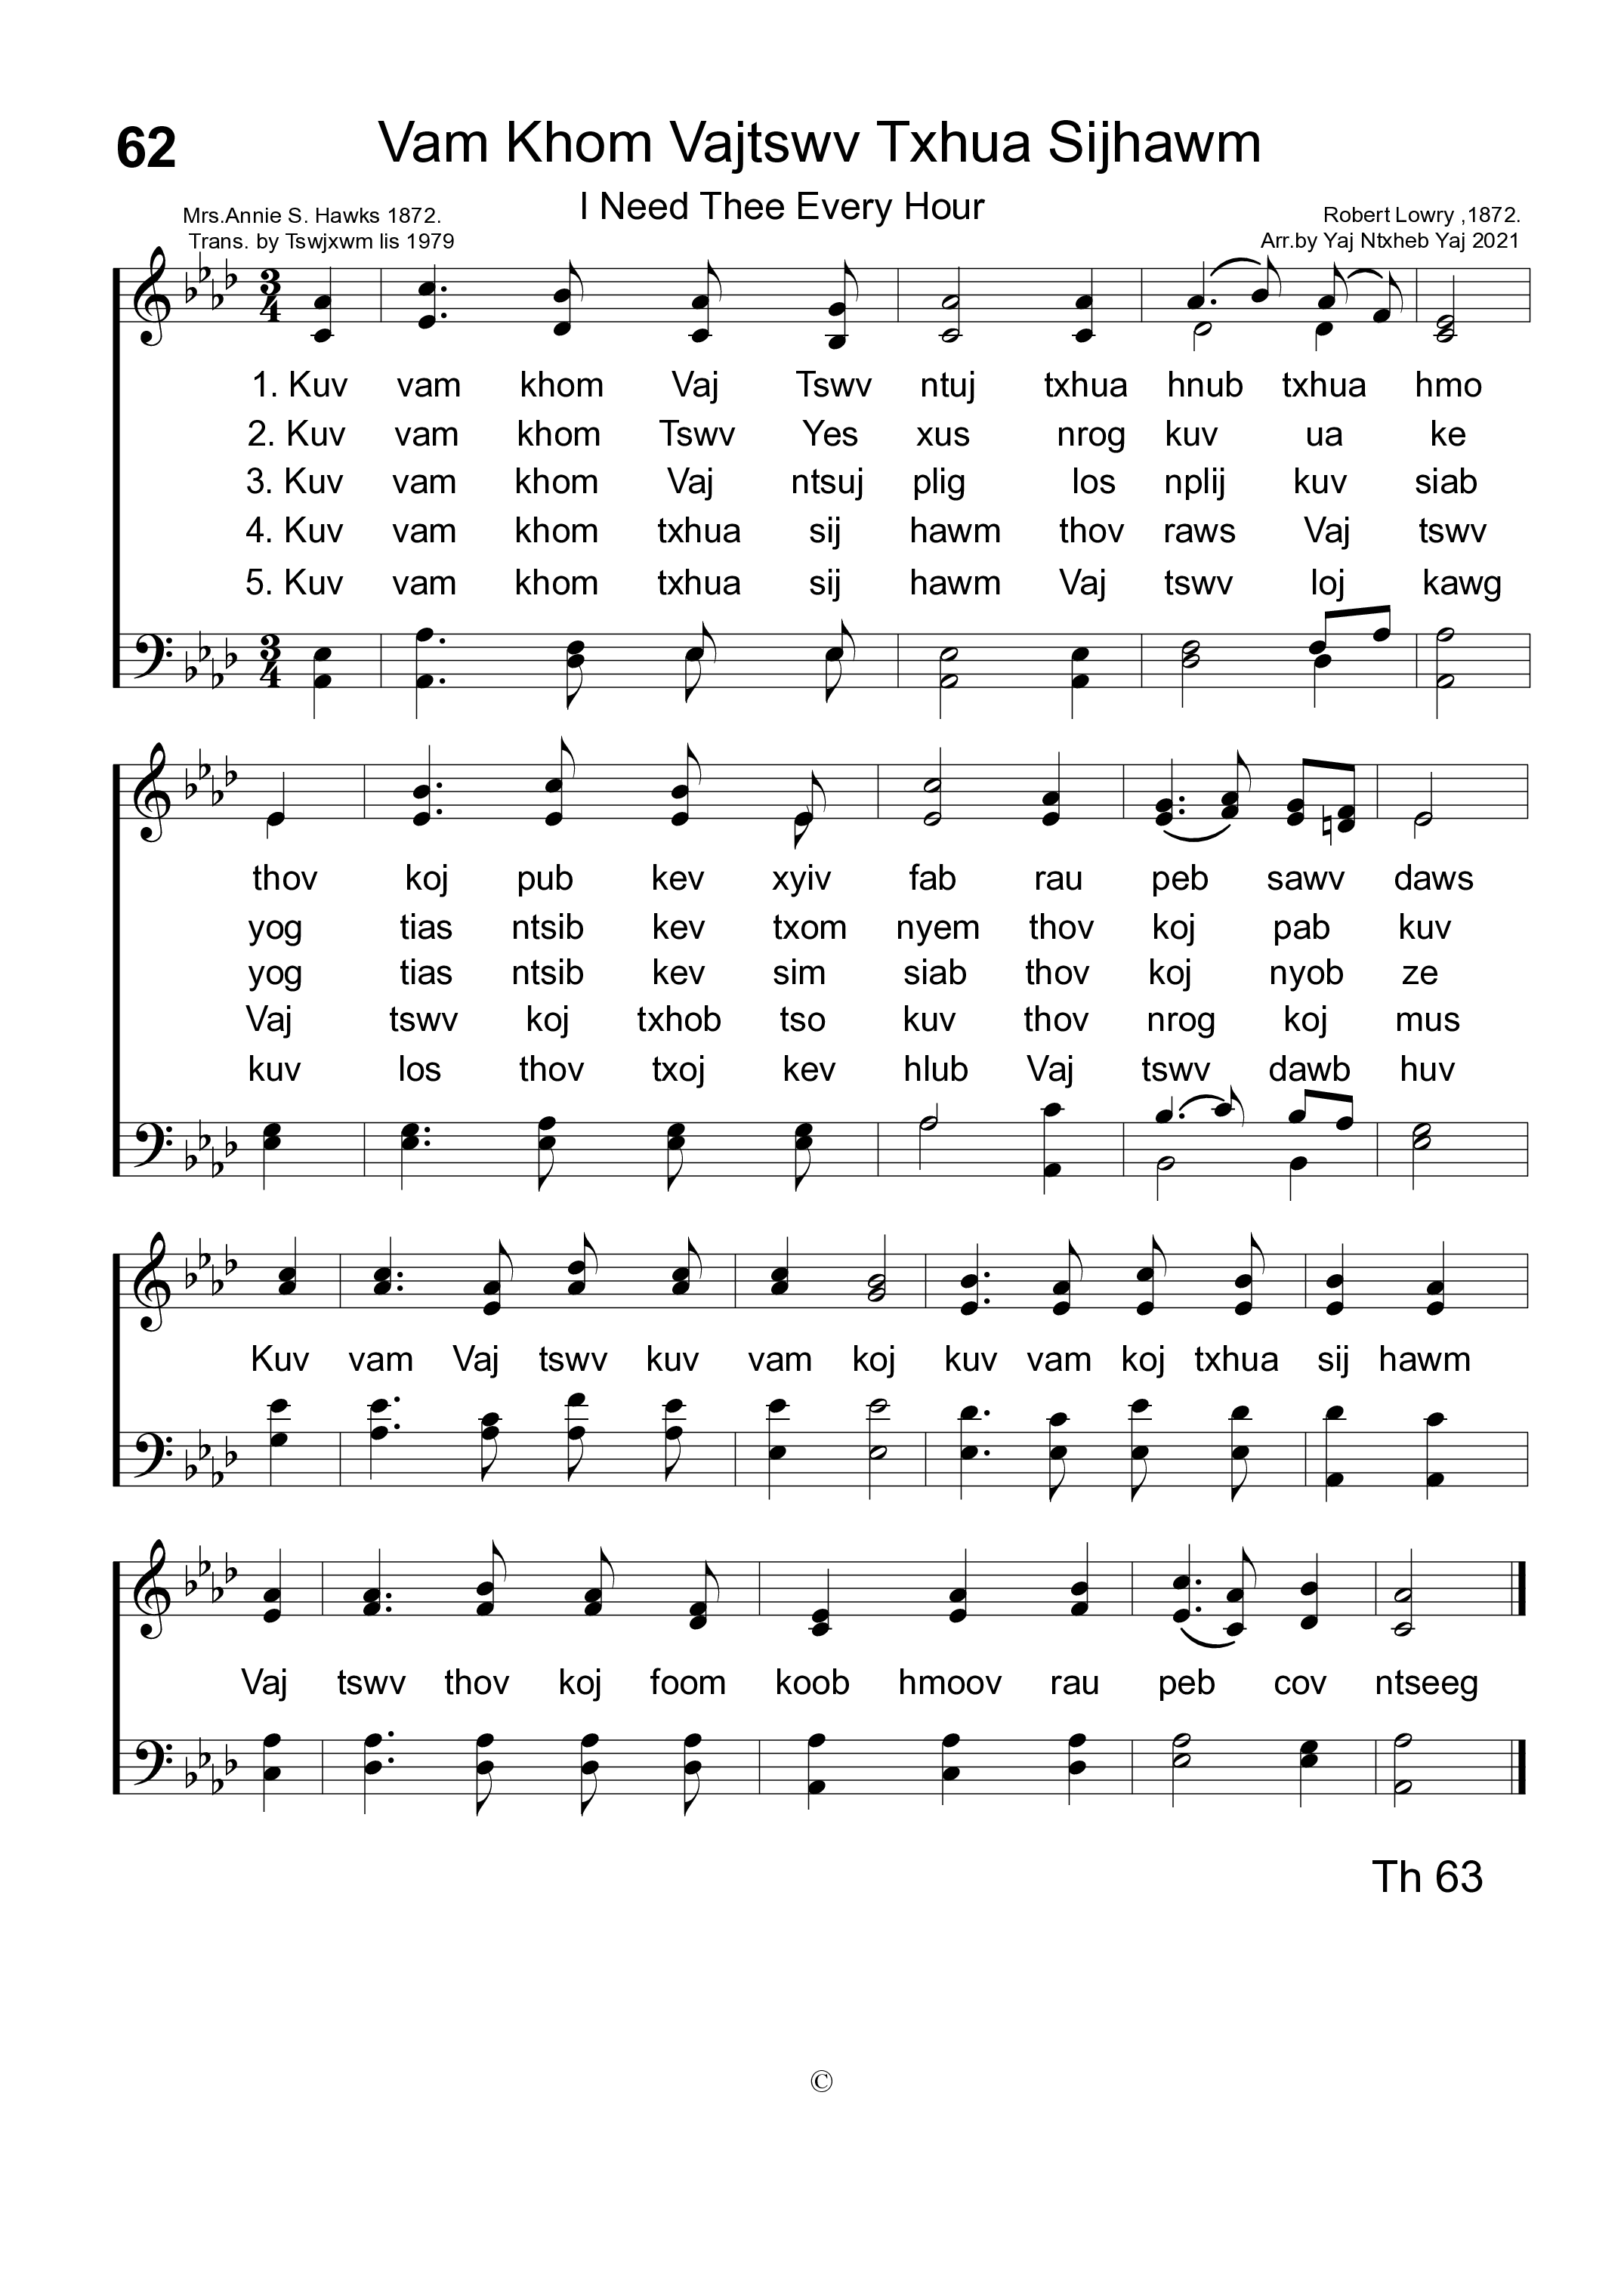 62
Vam Khom Vajtswv Txhua Sijhawm
I Need Thee Every Hour
Mrs.Annie S. Hawks 1872.
Trans. by Tswjxwm lis 1979
Robert Lowry ,1872.
Arr.by Yaj Ntxheb Yaj 2021
1. Kuv vam khom Vaj Tswv ntuj txhua hnub txhua hmo
2. Kuv vam khom Tswv Yes xus nrog kuv ua ke
3. Kuv vam khom Vaj ntsuj plig los nplij kuv siab
4. Kuv vam khom txhua sij hawm thov raws Vaj tswv
5. Kuv vam khom txhua sij hawm Vaj tswv loj kawg
thov koj pub kev xyiv fab rau peb sawv daws
yog tias ntsib kev txom nyem thov koj pab kuv
yog tias ntsib kev sim siab thov koj nyob ze
Vaj tswv koj txhob tso kuv thov nrog koj mus
kuv los thov txoj kev hlub Vaj tswv dawb huv
Kuv vam Vaj tswv kuv vam koj kuv vam koj txhua sij hawm
Vaj tswv thov koj foom koob hmoov rau peb cov ntseeg
Th 63
©